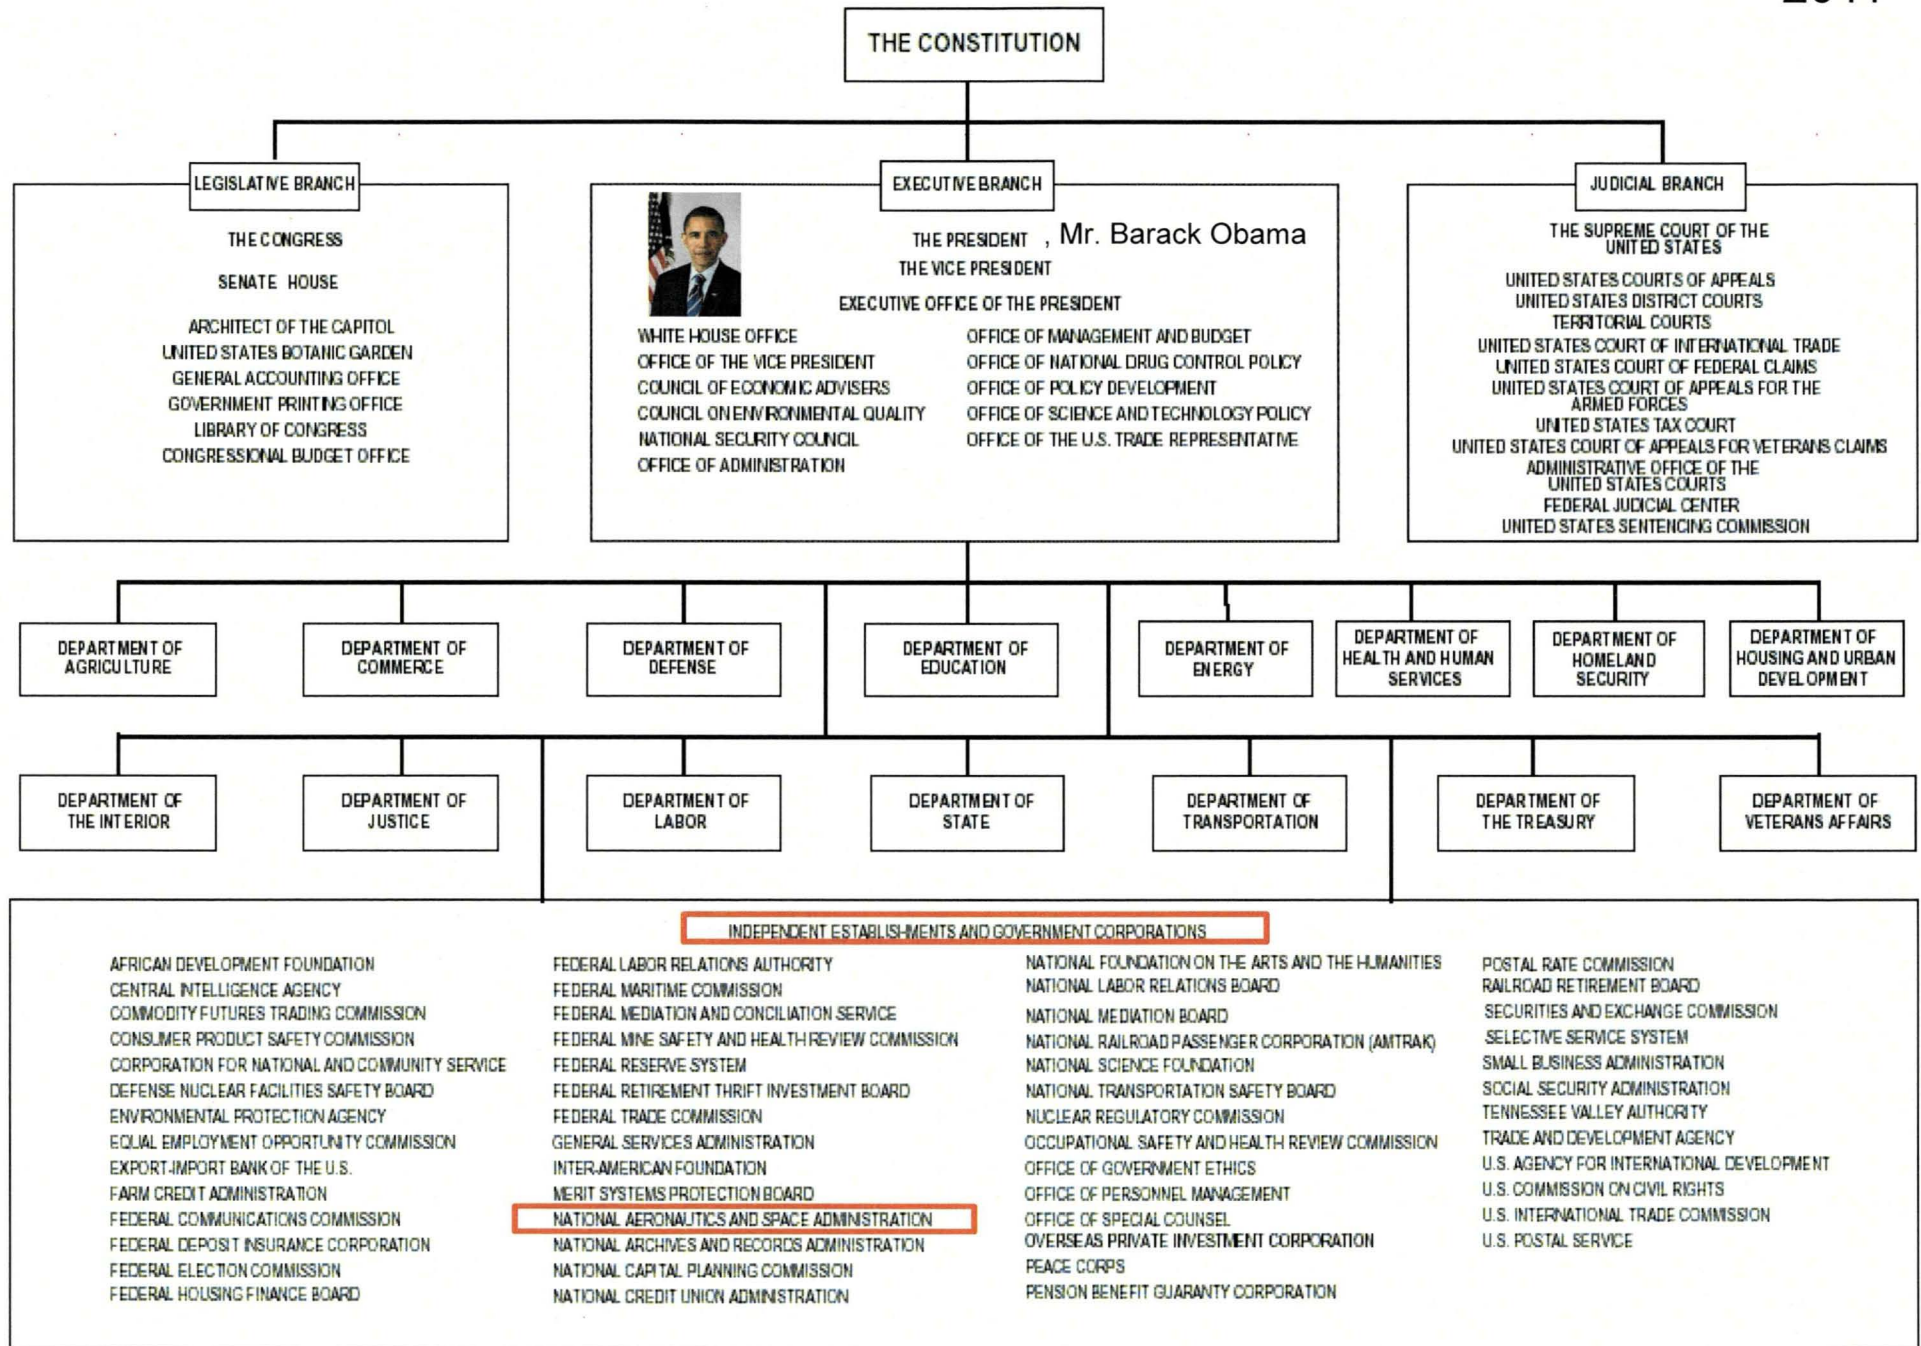 THE CONSTITUTION
LEGISLATIVE BRANCH
THE CONGRESS
SENATE HOUSE
ARCHITECT OF THE CAPITOL
UNITED STATES BOTANIC GARDEN
GENERAL ACCOUNTING OFFICE
GOVERNMENT PRINTING OFFICE
LIBRARY OF CONGRESS
CONGRESSIONAL BUDGET OFFICE
EXECUTIVE BRANCH
THE PRESIDENT , Mr. Barack Obama
THE VICE PRESIDENT
EXECUTIVE OFFICE OF THE PRESIDENT
WHITE HOUSE OFFICE
OFFICE OF THE VICE PRESIDENT
COUNCIL OF ECONOMIC ADVISERS
COUNCIL ON ENVIRONMENTAL QUALITY
NATIONAL SECURITY COUNCIL
OFFICE OF ADMINISTRATION
OFFICE OF MANAGEMENT AND BUDGET
OFFICE OF NATIONAL DRUG CONTROL POLICY
OFFICE OF POLICY DEVELOPMENT
OFFICE OF SCIENCE AND TECHNOLOGY POLICY
OFFICE OF THE U.S. TRADE REPRESENTATIVE
JUDICIAL BRANCH
THE SUPREME COURT OF THE
UNITED STATES
UNITED STATES COURTS OF APPEALS
UNITED STATES DISTRICT COURTS
TERRITORIAL COURTS
UNITED STATES COURT OF INTERNATIONAL TRADE
UNITED STATES COURT OF FEDERAL CLAIMS
UNITED STATES COURT OF APPEALS FOR THE
ARMED FORCES
UNITED STATES TAX COURT
UNITED STATES COURT OF APPEALS FOR VETERANS CLAIMS
ADMINISTRATIVE OFFICE OF THE
UNITED STATES COURTS
FEDERAL JUDICIAL CENTER
UNITED STATES SENTENCING COMMISSION
DEPARTMENT OF
AGRICULTURE
DEPARTMENT OF
COMMERCE
DEPARTMENT OF
DEFENSE
DEPARTMENT OF
EDUCATION
DEPARTMENT OF
ENERGY
DEPARTMENT OF
HEALTH AND HUMAN
SERVICES
DEPARTMENT OF
HOMELAND
SECURITY
DEPARTMENT OF
HOUSING AND URBAN
DEVELOPMENT
DEPARTMENT OF
THE INTERIOR
DEPARTMENT OF
JUSTICE
DEPARTMENT OF
LABOR
DEPARTMENT OF
STATE
DEPARTMENT OF
TRANSPORTATION
DEPARTMENT OF
THE TREASURY
DEPARTMENT OF
VETERANS AFFAIRS
INDEPENDENT ESTABLISHMENTS AND GOVERNMENT CORPORATIONS
AFRICAN DEVELOPMENT FOUNDATION
CENTRAL INTELLIGENCE AGENCY
COMMODITY FUTURES TRADING COMMISSION
CONSUMER PRODUCT SAFETY COMMISSION
CORPORATION FOR NATIONAL AND COMMUNITY SERVICE
DEFENSE NUCLEAR FACILITIES SAFETY BOARD
ENVIRONMENTAL PROTECTION AGENCY
EQUAL EMPLOYMENT OPPORTUNITY COMMISSION
EXPORT-IMPORT BANK OF THE U.S.
FARM CREDIT ADMINISTRATION
FEDERAL COMMUNICATIONS COMMISSION
FEDERAL DEPOSIT INSURANCE CORPORATION
FEDERAL ELECTION COMMISSION
FEDERAL HOUSING FINANCE BOARD
FEDERAL LABOR RELATIONS AUTHORITY
FEDERAL MARITIME COMMISSION
FEDERAL MEDIATION AND CONCILIATION SERVICE
FEDERAL MINE SAFETY AND HEALTH REVIEW COMMISSION
FEDERAL RESERVE SYSTEM
FEDERAL RETIREMENT THRIFT INVESTMENT BOARD
FEDERAL TRADE COMMISSION
GENERAL SERVICES ADMINISTRATION
INTER-AMERICAN FOUNDATION
MERIT SYSTEMS PROTECTION BOARD
NATIONAL AERONAUTICS AND SPACE ADMINISTRATION
NATIONAL ARCHIVES AND RECORDS ADMINISTRATION
NATIONAL CAPITAL PLANNING COMMISSION
NATIONAL CREDIT UNION ADMINISTRATION
NATIONAL FOUNDATION ON THE ARTS AND THE HUMANITIES
NATIONAL LABOR RELATIONS BOARD
NATIONAL MEDIATION BOARD
NATIONAL RAILROAD PASSENGER CORPORATION (AMTRAK)
NATIONAL SCIENCE FOUNDATION
NATIONAL TRANSPORTATION SAFETY BOARD
NUCLEAR REGULATORY COMMISSION
OCCUPATIONAL SAFETY AND HEALTH REVIEW COMMISSION
OFFICE OF GOVERNMENT ETHICS
OFFICE OF PERSONNEL MANAGEMENT
OFFICE OF SPECIAL COUNSEL
OVERSEAS PRIVATE INVESTMENT CORPORATION
PEACE CORPS
PENSION BENEFIT GUARANTY CORPORATION
POSTAL RATE COMMISSION
RAILROAD RETIREMENT BOARD
SECURITIES AND EXCHANGE COMMISSION
SELECTIVE SERVICE SYSTEM
SMALL BUSINESS ADMINISTRATION
SOCIAL SECURITY ADMINISTRATION
TENNESSEE VALLEY AUTHORITY
TRADE AND DEVELOPMENT AGENCY
U.S. AGENCY FOR INTERNATIONAL DEVELOPMENT
U.S. COMMISSION ON CIVIL RIGHTS
U.S. INTERNATIONAL TRADE COMMISSION
U.S. POSTAL SERVICE